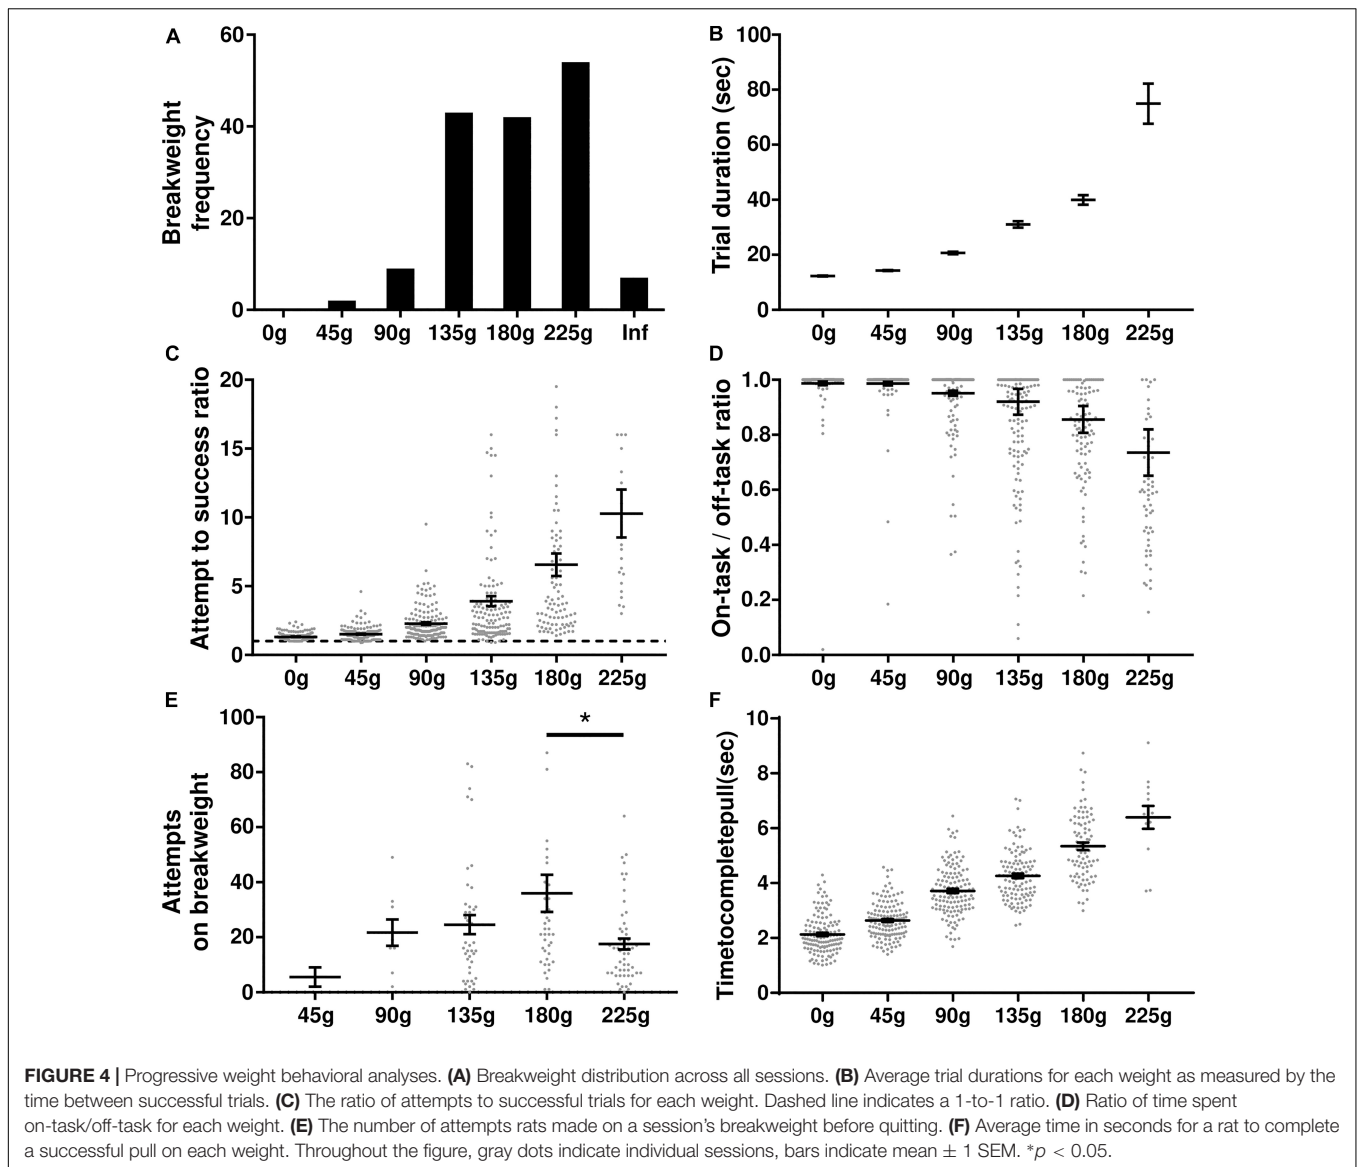 A
60
40
20
0
Breakweight
frequency
0g 45g 90g 135g 180g 225g Inf
B
100
80
60
40
20
0
Trial duration (sec)
0g 45g 90g 135g 180g 225g
C
20
15
10
5
0
Attempt to success ratio
0g 45g 90g 135g 180g 225g
D
1.0
0.8
0.6
0.4
0.2
0.0
On-task / off-task ratio
0g 45g 90g 135g 180g 225g
E
100
80
60
40
20
0
Attempts
on breakweight
*
45g 90g 135g 180g 225g
F
10
8
6
4
2
0
Timetocompletepull(sec)
0g 45g 90g 135g 180g 225g
FIGURE 4 | Progressive weight behavioral analyses. (A) Breakweight distribution across all sessions. (B) Average trial durations for each weight as measured by the
time between successful trials. (C) The ratio of attempts to successful trials for each weight. Dashed line indicates a 1-to-1 ratio. (D) Ratio of time spent
on-task/off-task for each weight. (E) The number of attempts rats made on a session's breakweight before quitting. (F) Average time in seconds for a rat to complete
a successful pull on each weight. Throughout the figure, gray dots indicate individual sessions, bars indicate mean ± 1 SEM. *p < 0.05.